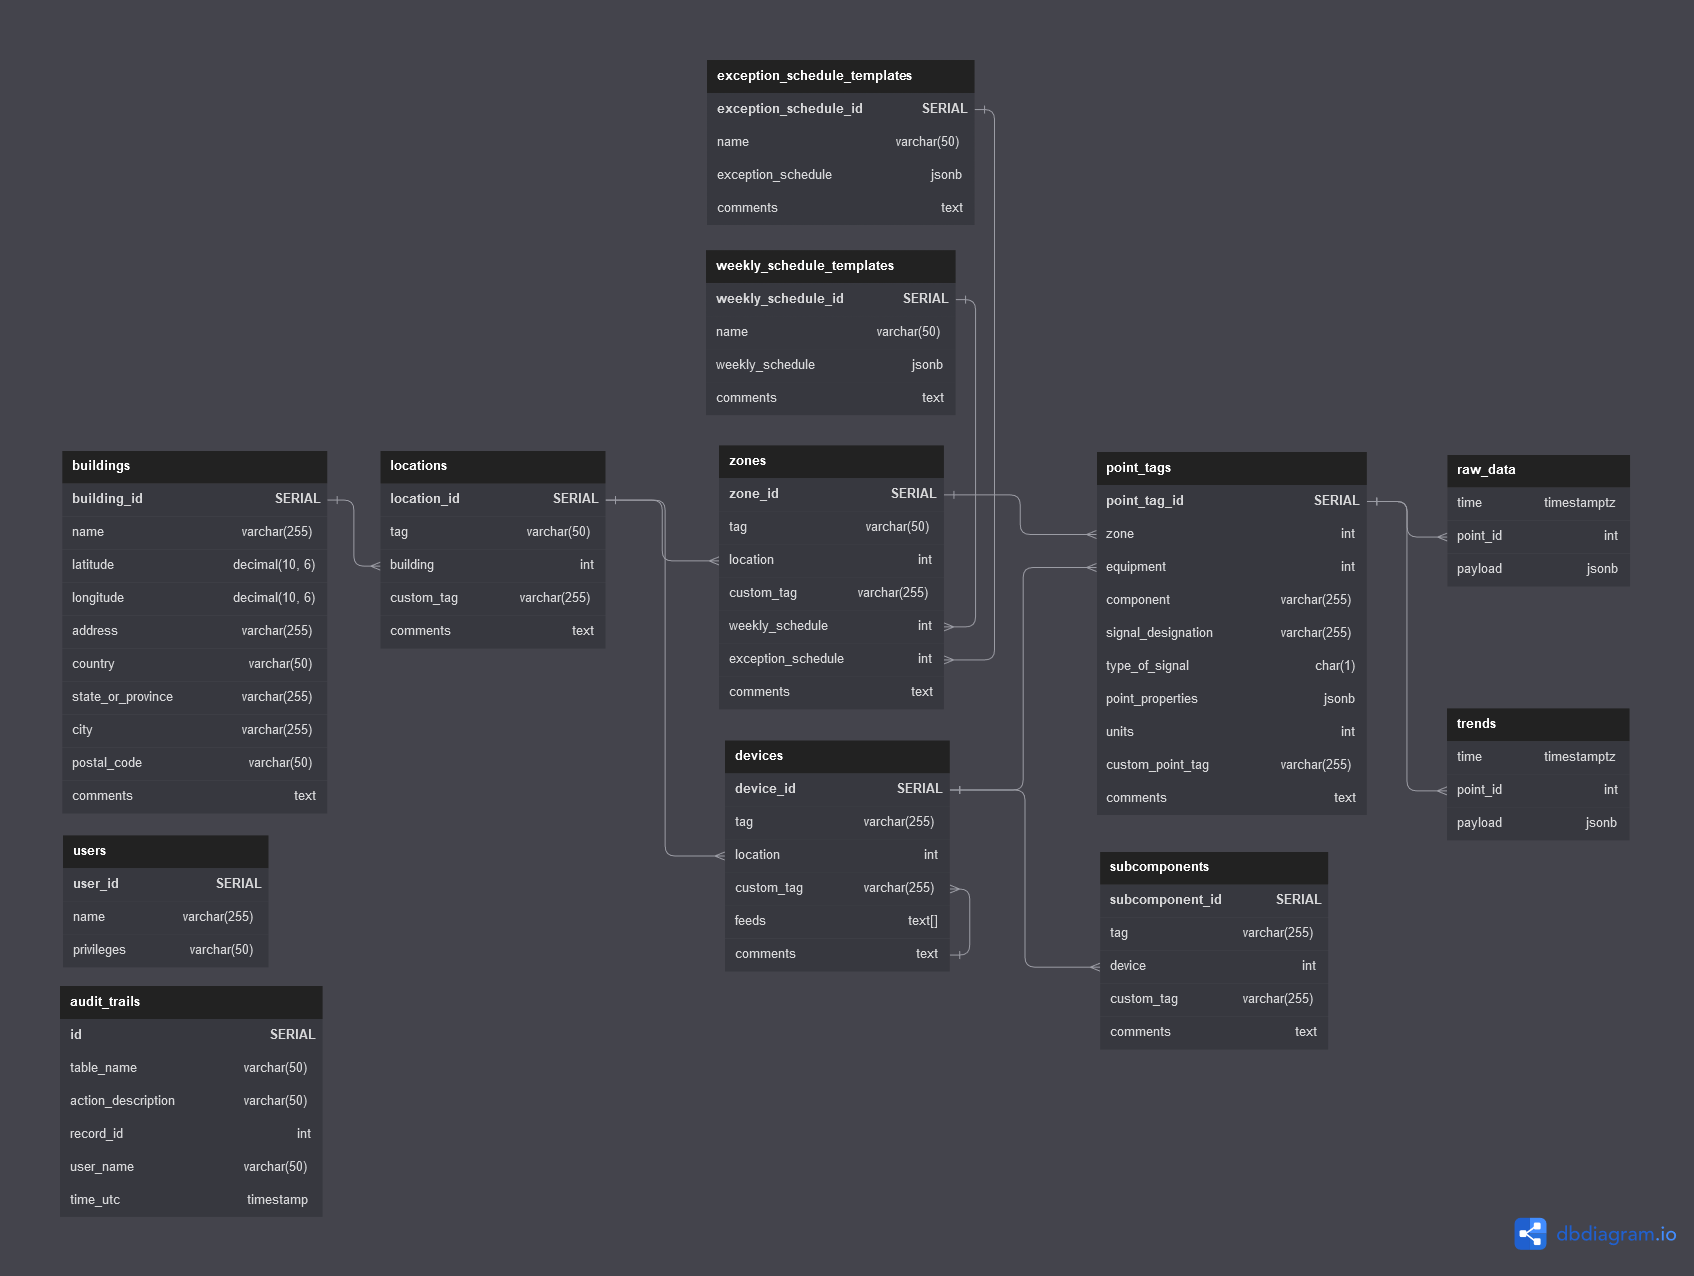 exception_schedule_templates
exception_schedule_id SERIAL
name varchar(50)
exception_schedule jsonb
comments text
weekly_schedule_templates
weekly_schedule_id SERIAL
name varchar(50)
weekly_schedule jsonb
comments text
buildings
building_id SERIAL
name varchar(255)
latitude decimal(10, 6)
longitude decimal(10, 6)
address varchar(255)
country varchar(50)
state_or_province varchar(255)
city varchar(255)
postal_code varchar(50)
comments text
locations
location_id SERIAL
tag varchar(50)
building int
custom_tag varchar(255)
comments text
zones
zone_id SERIAL
tag varchar(50)
location int
custom_tag varchar(255)
weekly_schedule int
exception_schedule int
comments text
point_tags
point_tag_id SERIAL
zone int
equipment int
component varchar(255)
signal_designation varchar(255)
type_of_signal char(1)
point_properties jsonb
units int
custom_point_tag varchar(255)
comments text
raw_data
time timestamptz
point_id int
payload jsonb
trends
time timestamptz
point_id int
payload jsonb
devices
device_id SERIAL
tag varchar(255)
location int
custom_tag varchar(255)
feeds text[]
comments text
subcomponents
subcomponent_id SERIAL
tag varchar(255)
device int
custom_tag varchar(255)
comments text
users
user_id SERIAL
name varchar(255)
privileges varchar(50)
audit_trails
id SERIAL
table_name varchar(50)
action_description varchar(50)
record_id int
user_name varchar(50)
time_utc timestamp
dbdiagram.io